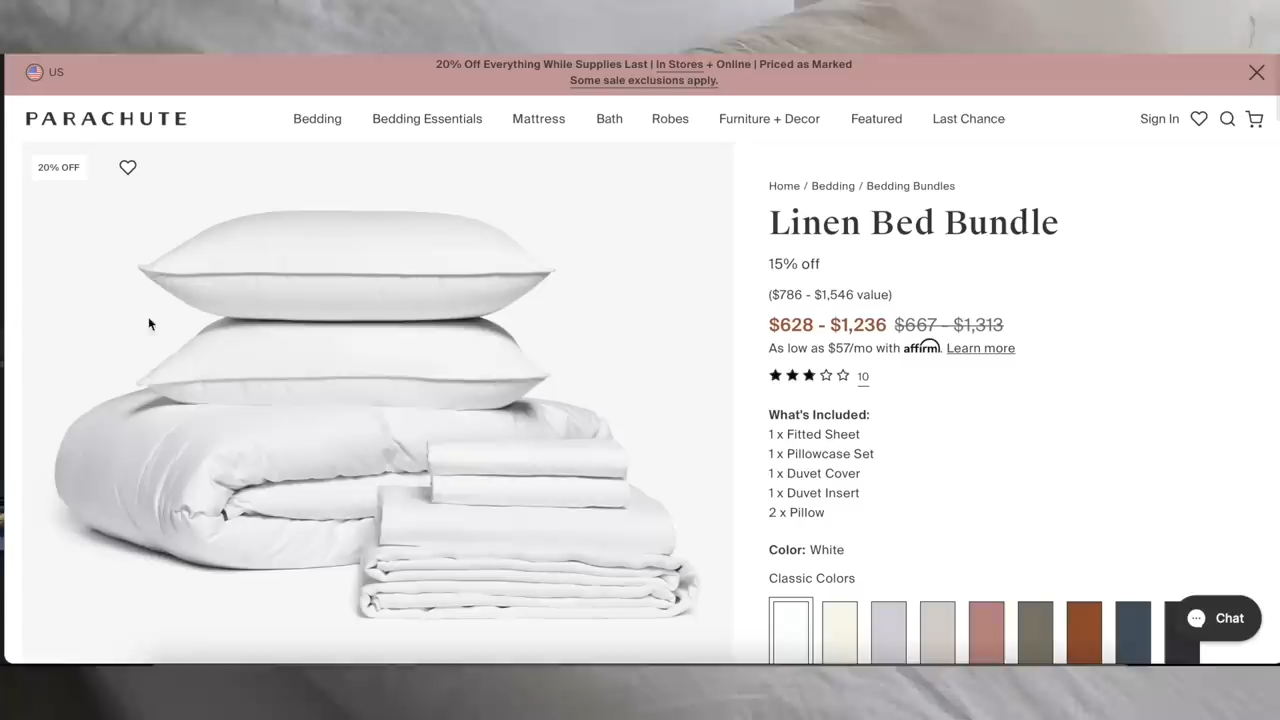 US
20% Off Everything While Supplies Last | In Stores + Online | Priced as Marked
Some sale exclusions apply.
PARACHUTE
Bedding Bedding Essentials Mattress Bath Robes Furniture + Decor Featured Last Chance
Sign In
20% OFF
Home / Bedding / Bedding Bundles
Linen Bed Bundle
15% off
($786 - $1,546 value)
$628 - $1,236 $667 - $1,313
As low as $57/mo with affirm. Learn more
10
What's Included:
1 x Fitted Sheet
1 x Pillowcase Set
1 x Duvet Cover
1 x Duvet Insert
2 x Pillow
Color: White
Classic Colors
Chat